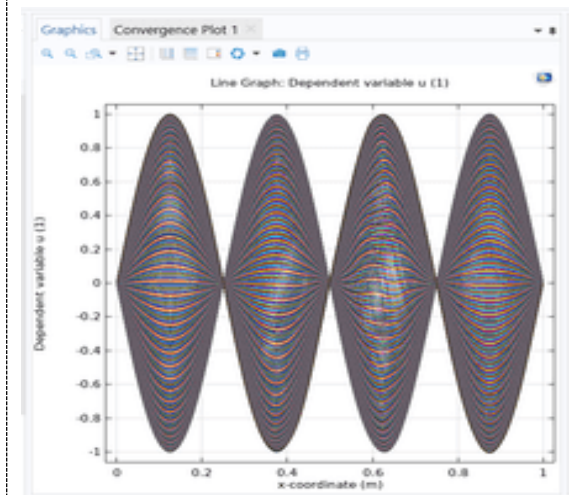 Graphics Convergence Plot 1
Line Graph: Dependent variable u (1)
1
0.8
0.6
0.4
0.2
0
-0.2
-0.4
-0.6
-0.8
-1
Dependent variable u (1)
0 0.2 0.4 0.6 0.8 1
x-coordinate (m)